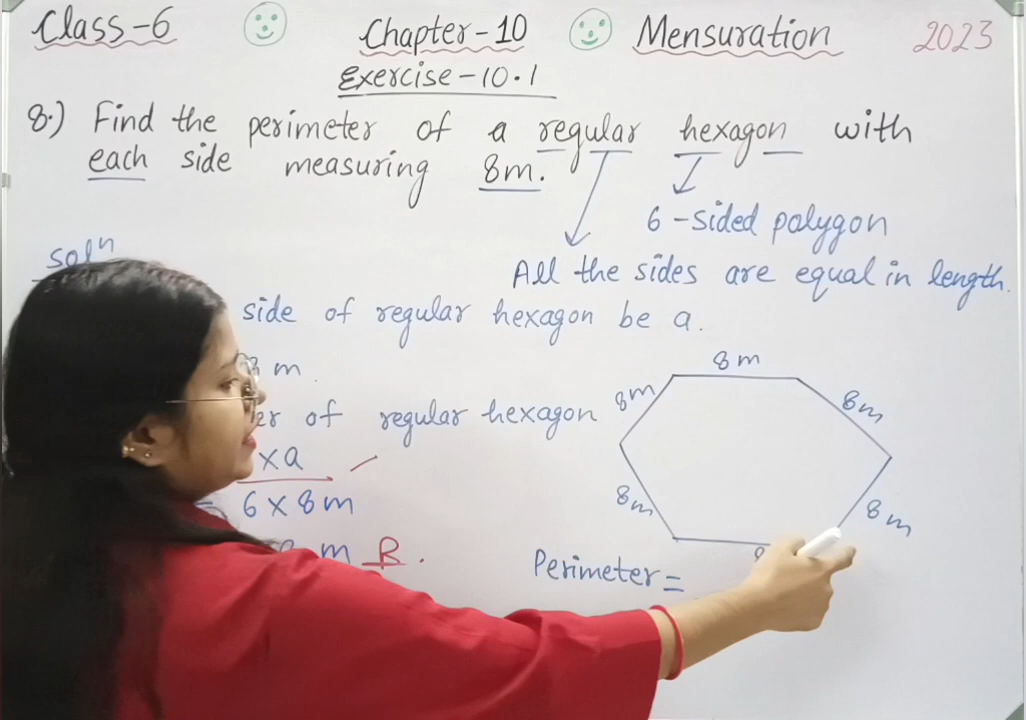 Class-6
Chapter-10
Mensuration
2023
Exercise-10.1
8.) Find the perimeter of a regular hexagon with
each side measuring 8m.
6-sided polygon
All the sides are equal in length.
soln
side of regular hexagon be a.
8 m.
of regular hexagon
×a
= 6×8m
m
8m
8m
8m
8m
8m
8
Perimeter =